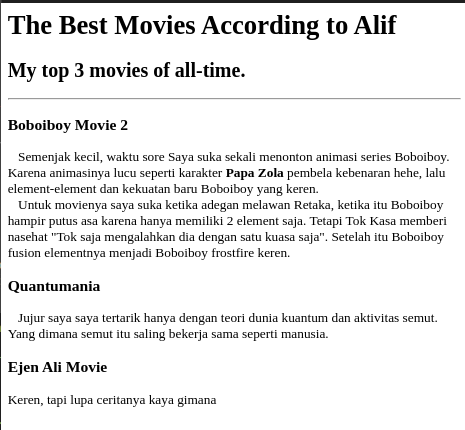 The Best Movies According to Alif
My top 3 movies of all-time.
Boboiboy Movie 2
Semenjak kecil, waktu sore Saya suka sekali menonton animasi series Boboiboy.
Karena animasinya lucu seperti karakter Papa Zola pembela kebenaran hehe, lalu
element-element dan kekuatan baru Boboiboy yang keren.
Untuk movienya saya suka ketika adegan melawan Retaka, ketika itu Boboiboy
hampir putus asa karena hanya memiliki 2 element saja. Tetapi Tok Kasa memberi
nasehat "Tok saja mengalahkan dia dengan satu kuasa saja". Setelah itu Boboiboy
fusion elementnya menjadi Boboiboy frostfire keren.
Quantumania
Jujur saya saya tertarik hanya dengan teori dunia kuantum dan aktivitas semut.
Yang dimana semut itu saling bekerja sama seperti manusia.
Ejen Ali Movie
Keren, tapi lupa ceritanya kaya gimana